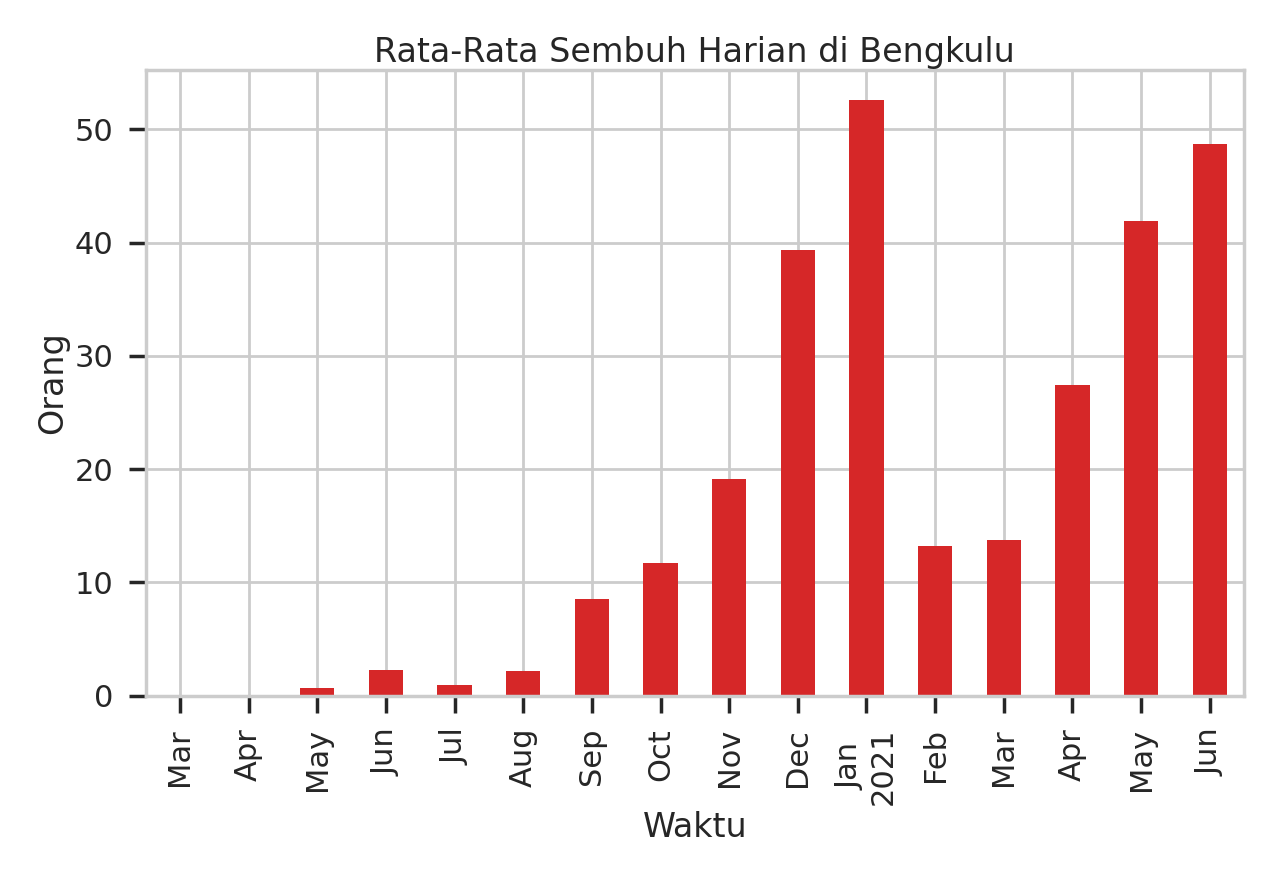 Rata-Rata Sembuh Harian di Bengkulu
Orang
50
40
30
20
10
0
Mar
Apr
May
Jun
Jul
Aug
Sep
Oct
Nov
Dec
Jan
2021
Feb
Mar
Apr
May
Jun
Waktu